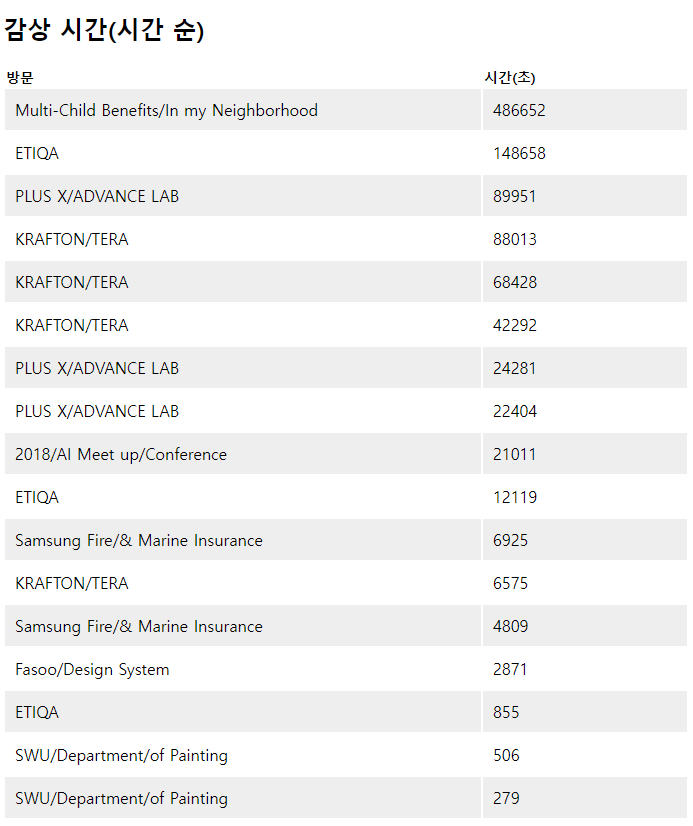 감상 시간(시간 순)
방문 시간(초)
Multi-Child Benefits/In my Neighborhood 486652
ETIQA 148658
PLUS X/ADVANCE LAB 89951
KRAFTON/TERA 88013
KRAFTON/TERA 68428
KRAFTON/TERA 42292
PLUS X/ADVANCE LAB 24281
PLUS X/ADVANCE LAB 22404
2018/AI Meet up/Conference 21011
ETIQA 12119
Samsung Fire/& Marine Insurance 6925
KRAFTON/TERA 6575
Samsung Fire/& Marine Insurance 4809
Fasoo/Design System 2871
ETIQA 855
SWU/Department/of Painting 506
SWU/Department/of Painting 279